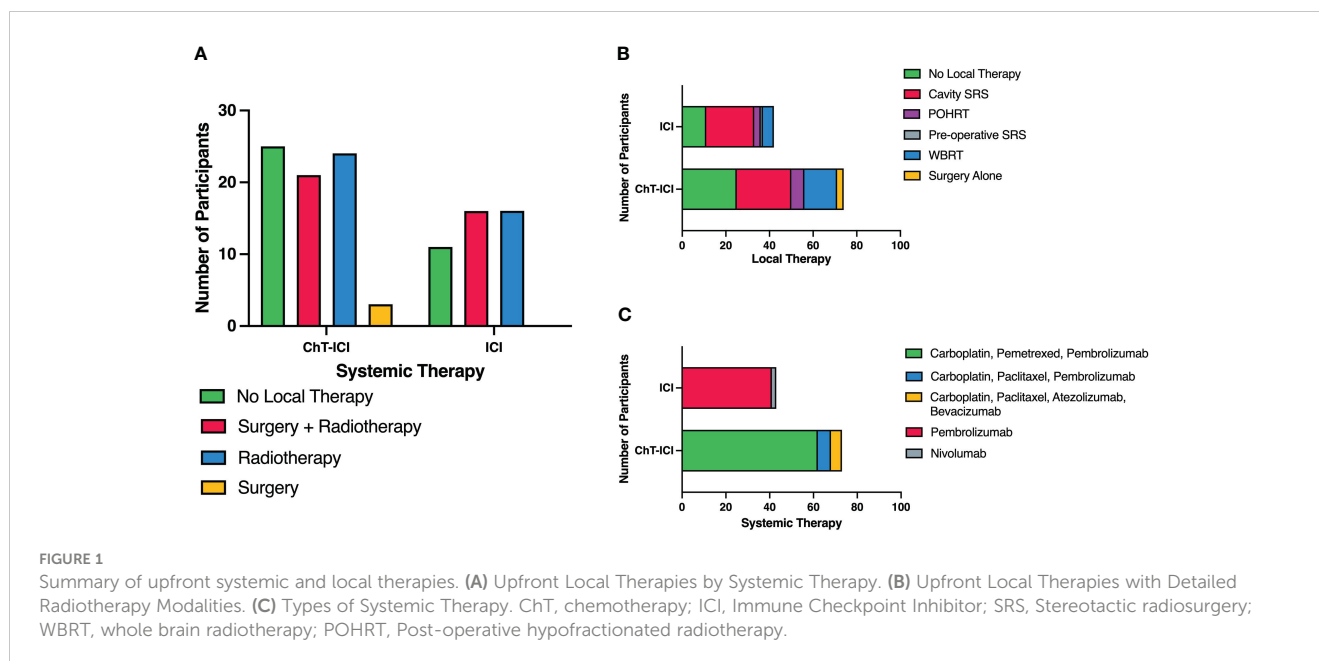 A
Number of Participants
30
20
10
0
ChT-ICI
ICI
Systemic Therapy
No Local Therapy
Surgery + Radiotherapy
Radiotherapy
Surgery
B
Number of Participants
ICI
ChT-ICI
0
20
40
60
80
100
Local Therapy
No Local Therapy
Cavity SRS
POHRT
Pre-operative SRS
WBRT
Surgery Alone
C
Number of Participants
ICI
ChT-ICI
0
20
40
60
80
100
Systemic Therapy
Carboplatin, Pemetrexed, Pembrolizumab
Carboplatin, Paclitaxel, Pembrolizumab
Carboplatin, Paclitaxel, Atezolizumab,
Bevacizumab
Pembrolizumab
Nivolumab
FIGURE 1
Summary of upfront systemic and local therapies. (A) Upfront Local Therapies by Systemic Therapy. (B) Upfront Local Therapies with Detailed
Radiotherapy Modalities. (C) Types of Systemic Therapy. ChT, chemotherapy; ICI, Immune Checkpoint Inhibitor; SRS, Stereotactic radiosurgery;
WBRT, whole brain radiotherapy; POHRT, Post-operative hypofractionated radiotherapy.